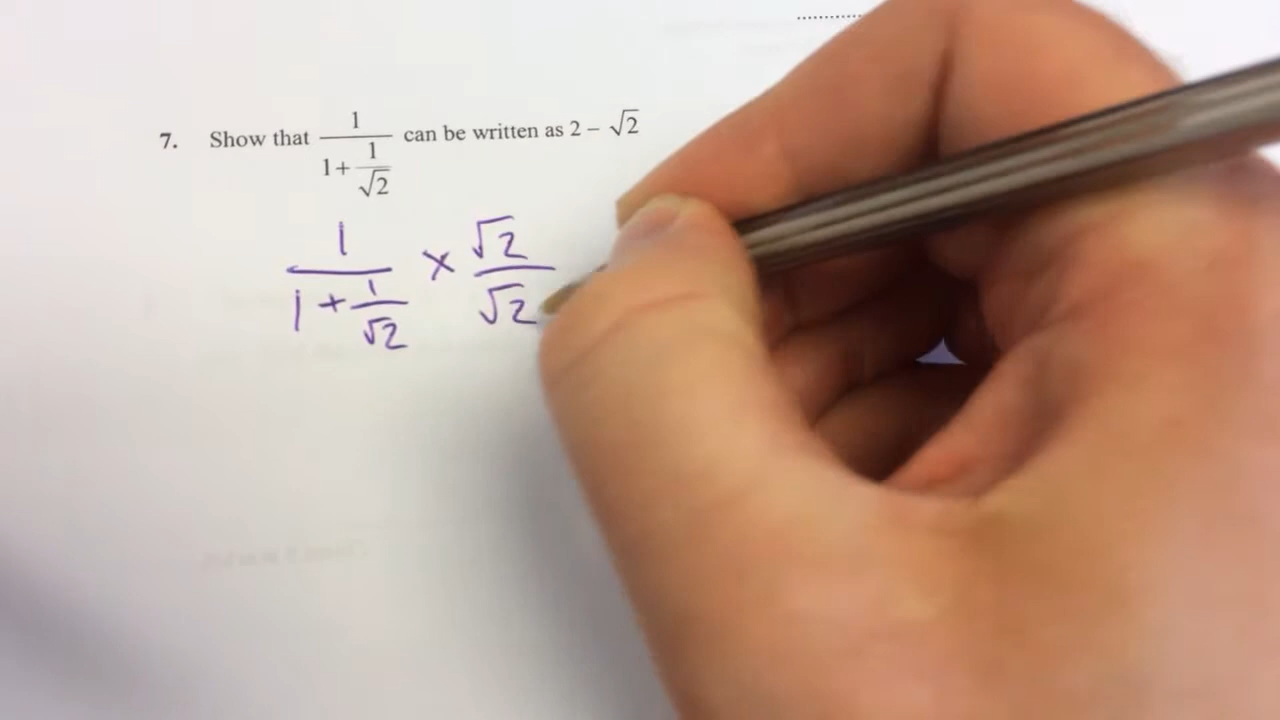 7. Show that 1/(1+1/√2) can be written as 2 – √2
1/(1+1/√2) × √2/√2